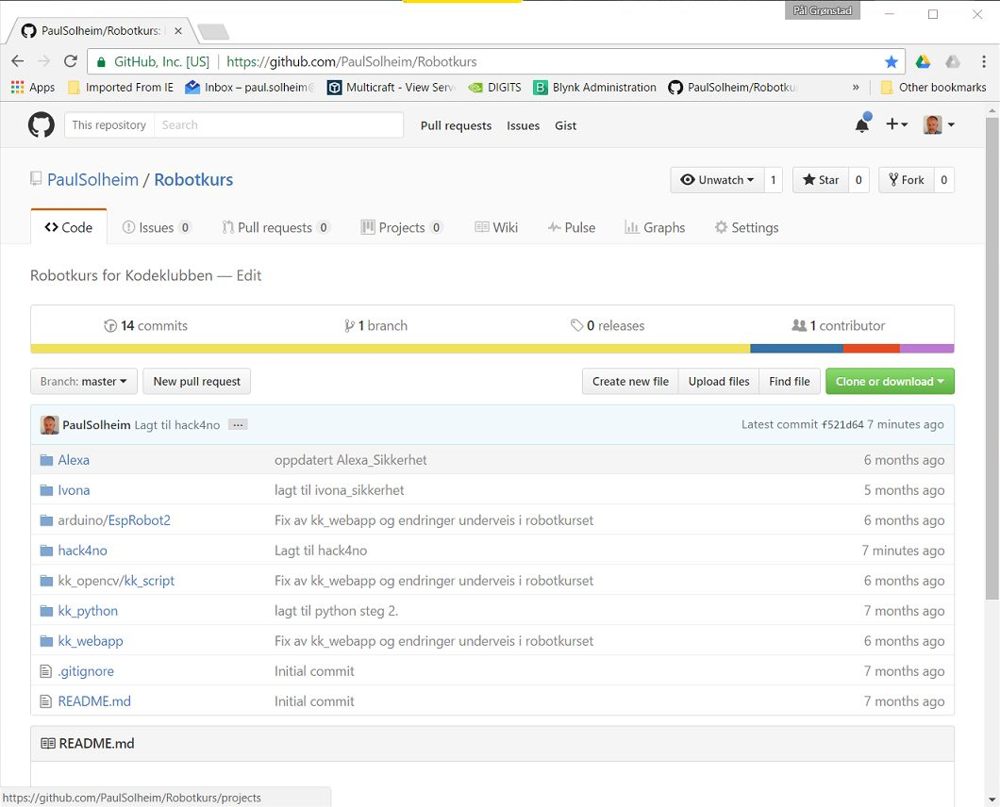 Pål Grønstad
PaulSolheim/Robotkurs:
GitHub, Inc. [US] https://github.com/PaulSolheim/Robotkurs
Apps Imported From IE Inbox – paul.solheim@ Multicraft - View Serv DIGITS Blynk Administration PaulSolheim/Robotku » Other bookmarks
This repository Search Pull requests Issues Gist
PaulSolheim / Robotkurs Unwatch 1 Star 0 Fork 0
Code Issues 0 Pull requests 0 Projects 0 Wiki Pulse Graphs Settings
Robotkurs for Kodeklubben — Edit
14 commits 1 branch 0 releases 1 contributor
Branch: master New pull request Create new file Upload files Find file Clone or download
PaulSolheim Lagt til hack4no ... Latest commit f521d64 7 minutes ago
Alexa oppdatert Alexa_Sikkerhet 6 months ago
Ivona lagt til ivona_sikkerhet 5 months ago
arduino/EspRobot2 Fix av kk_webapp og endringer underveis i robotkurset 6 months ago
hack4no Lagt til hack4no 7 minutes ago
kk_opencv/kk_script Fix av kk_webapp og endringer underveis i robotkurset 6 months ago
kk_python lagt til python steg 2. 7 months ago
kk_webapp Fix av kk_webapp og endringer underveis i robotkurset 6 months ago
.gitignore Initial commit 7 months ago
README.md Initial commit 7 months ago
README.md
https://github.com/PaulSolheim/Robotkurs/projects